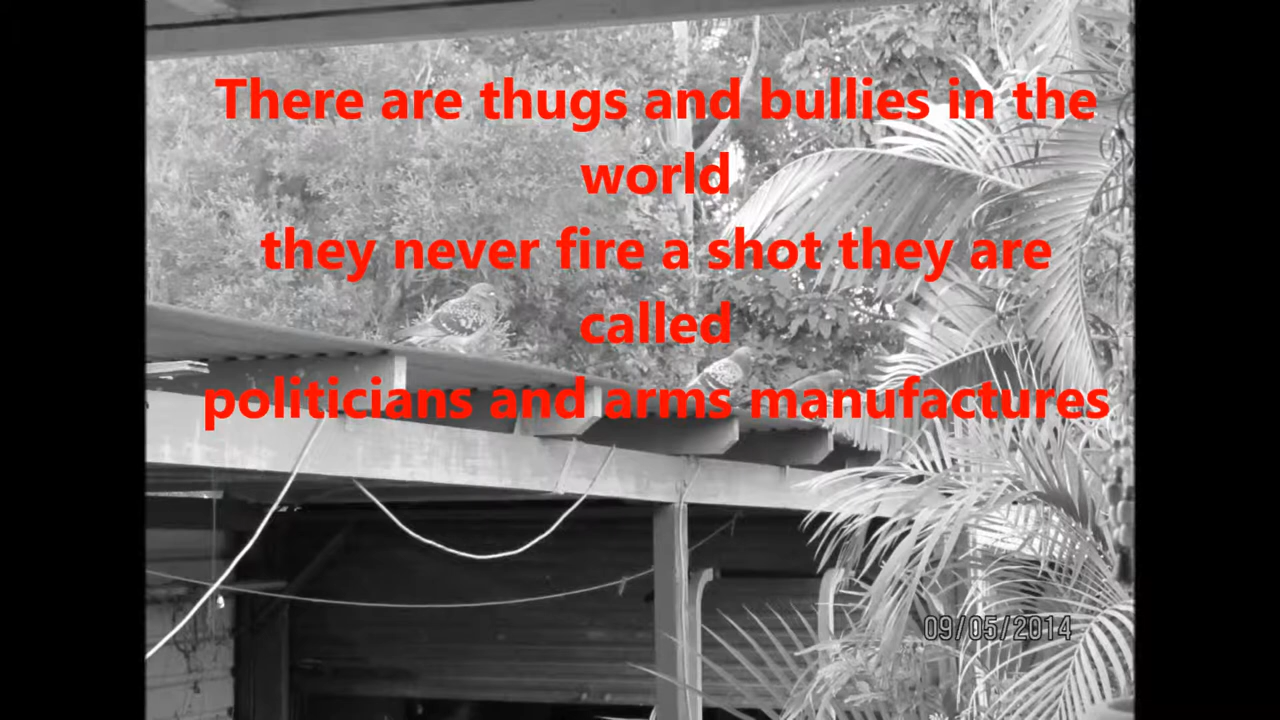 There are thugs and bullies in the
world
they never fire a shot they are
called
politicians and arms manufactures
09/05/2014